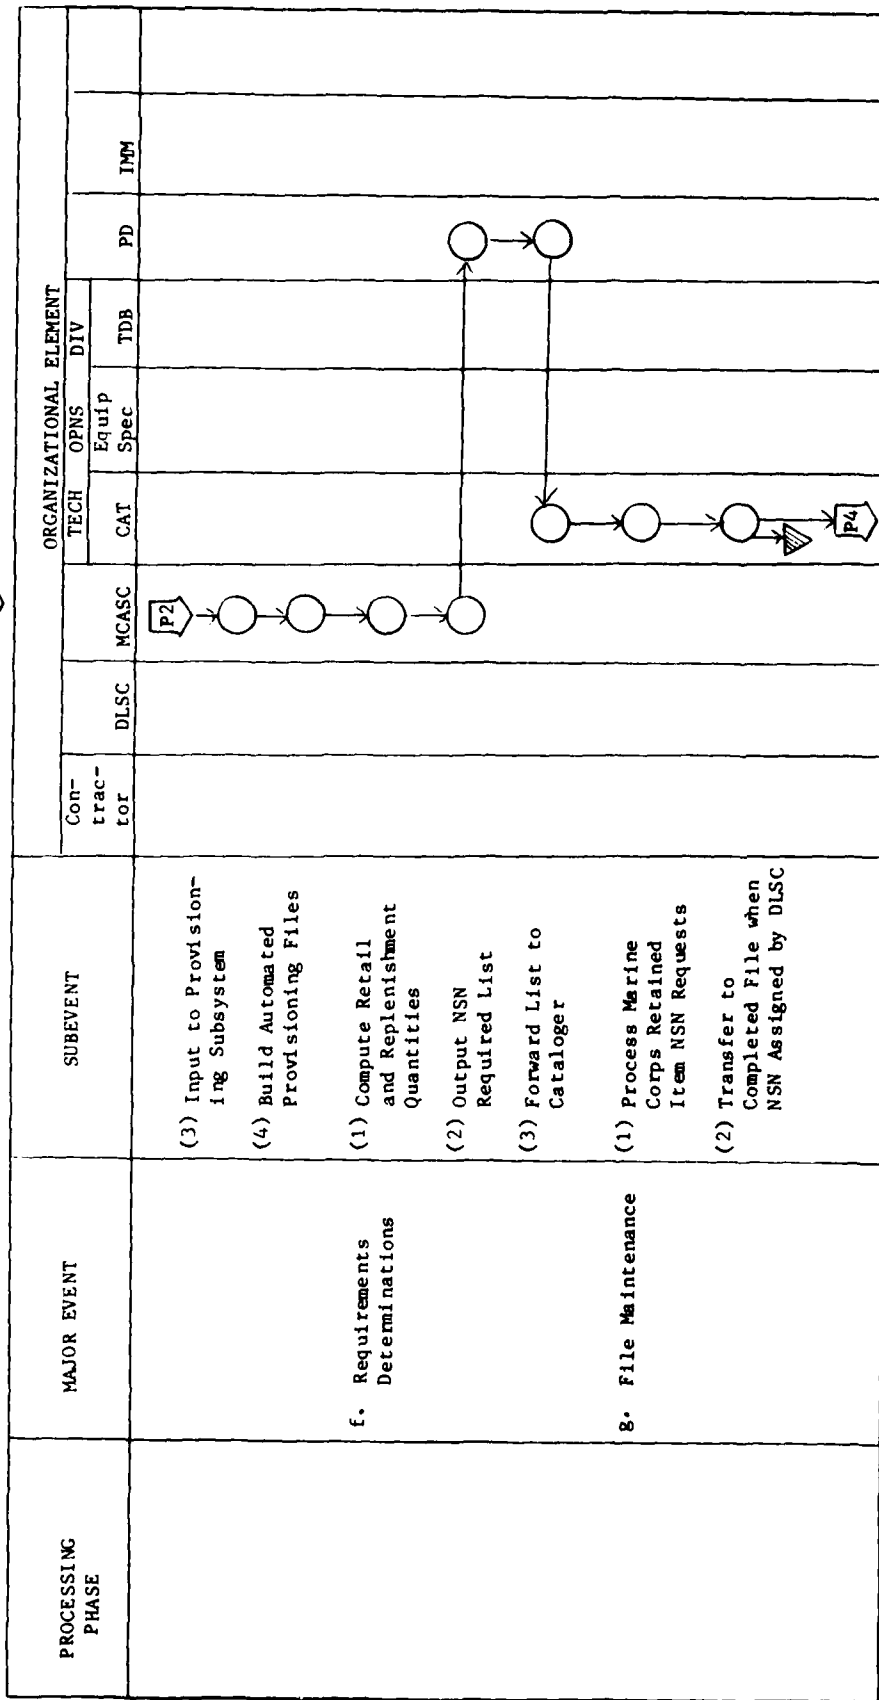 ORGANIZATIONAL ELEMENT
PROCESSING
PHASE
MAJOR EVENT
SUBEVENT
Con-
trac-
tor
DLSC
MCASC
TECH OPNS DIV
CAT
Equip
Spec
TDB
PD
IMM
P2
(3) Input to Provision-
ing Subsystem
(4) Build Automated
Provisioning Files
f. Requirements
Determinations
(1) Compute Retail
and Replenishment
Quantities
(2) Output NSN
Required List
(3) Forward List to
Cataloger
g. File Maintenance
(1) Process Marine
Corps Retained
Item NSN Requests
(2) Transfer to
Completed File when
NSN Assigned by DLSC
P4